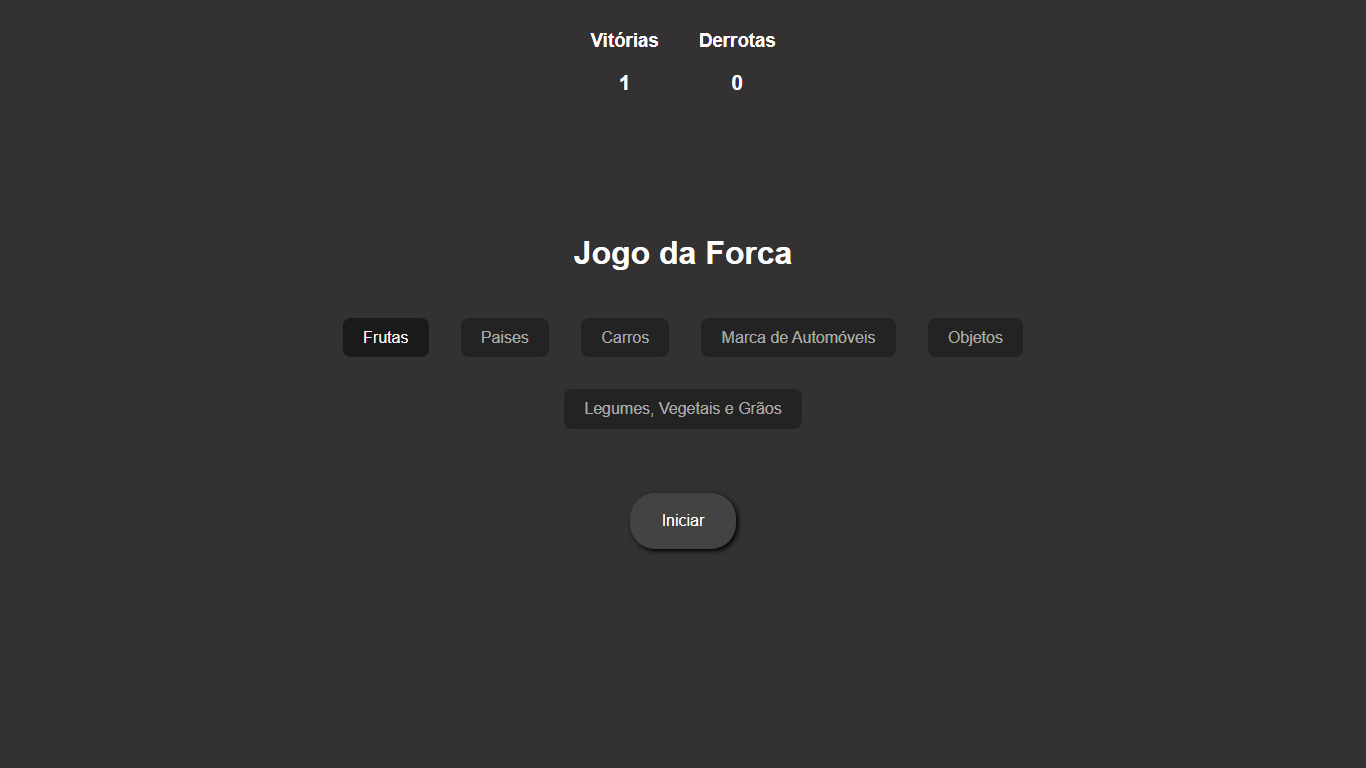 Vitórias Derrotas
1 0
Jogo da Forca
Frutas Paises Carros Marca de Automóveis Objetos
Legumes, Vegetais e Grãos
Iniciar